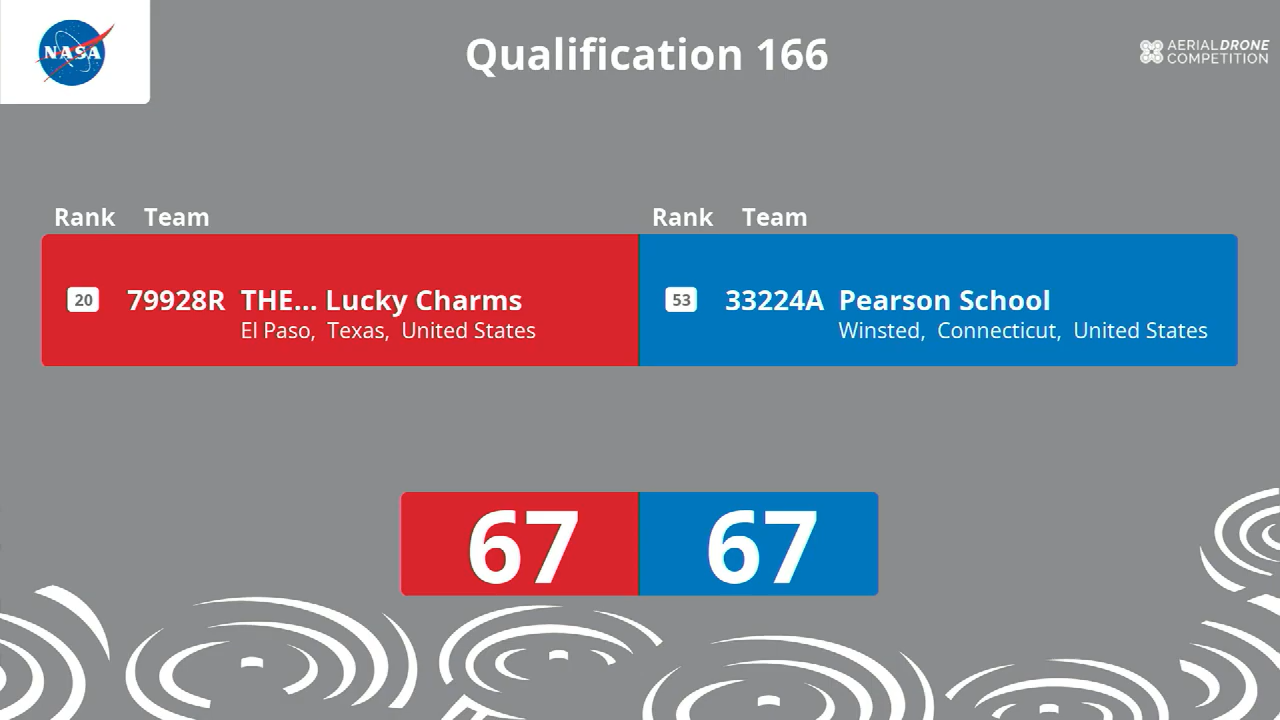 NASA
Qualification 166
AERIALDRONE
COMPETITION
Rank Team
Rank Team
20 79928R THE... Lucky Charms
El Paso, Texas, United States
53 33224A Pearson School
Winsted, Connecticut, United States
67 67